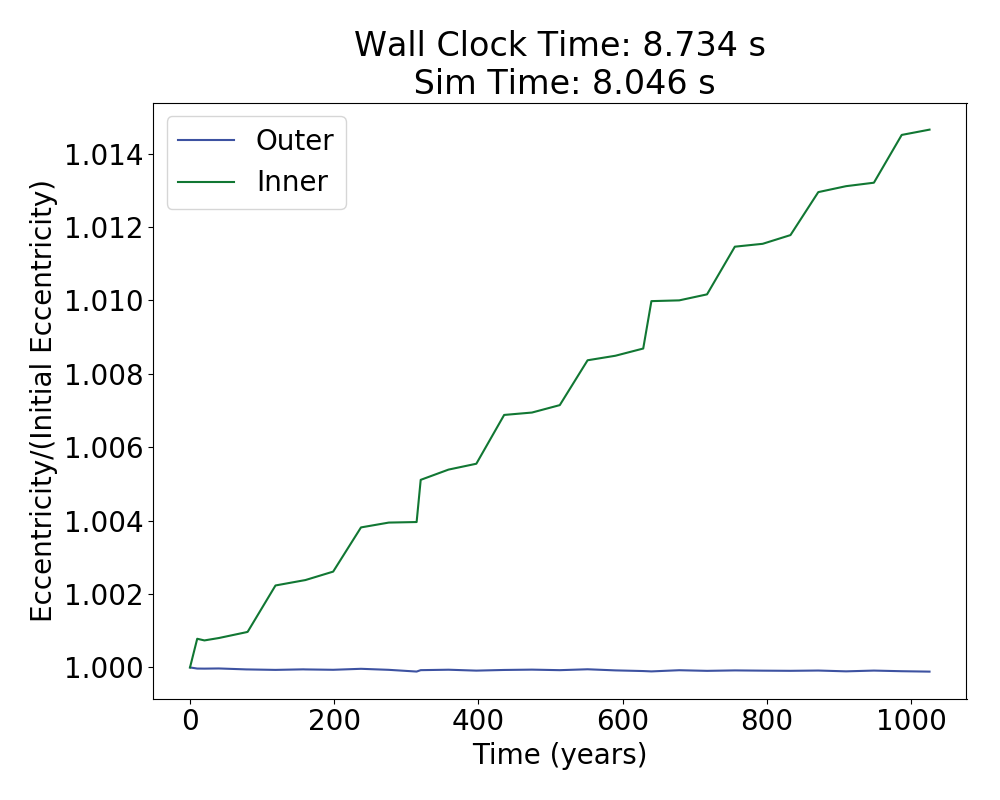 Wall Clock Time: 8.734 s
Sim Time: 8.046 s
Outer
Inner
Eccentricity/(Initial Eccentricity)
1.014
1.012
1.010
1.008
1.006
1.004
1.002
1.000
0
200
400
600
800
1000
Time (years)